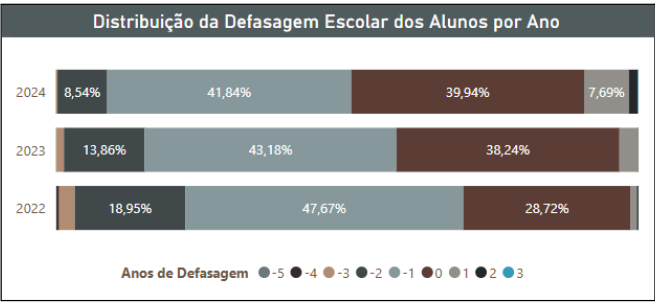 Distribuição da Defasagem Escolar dos Alunos por Ano
2024 8,54% 41,84% 39,94% 7,69%
2023 13,86% 43,18% 38,24%
2022 18,95% 47,67% 28,72%
Anos de Defasagem -5 -4 -3 -2 -1 0 1 2 3